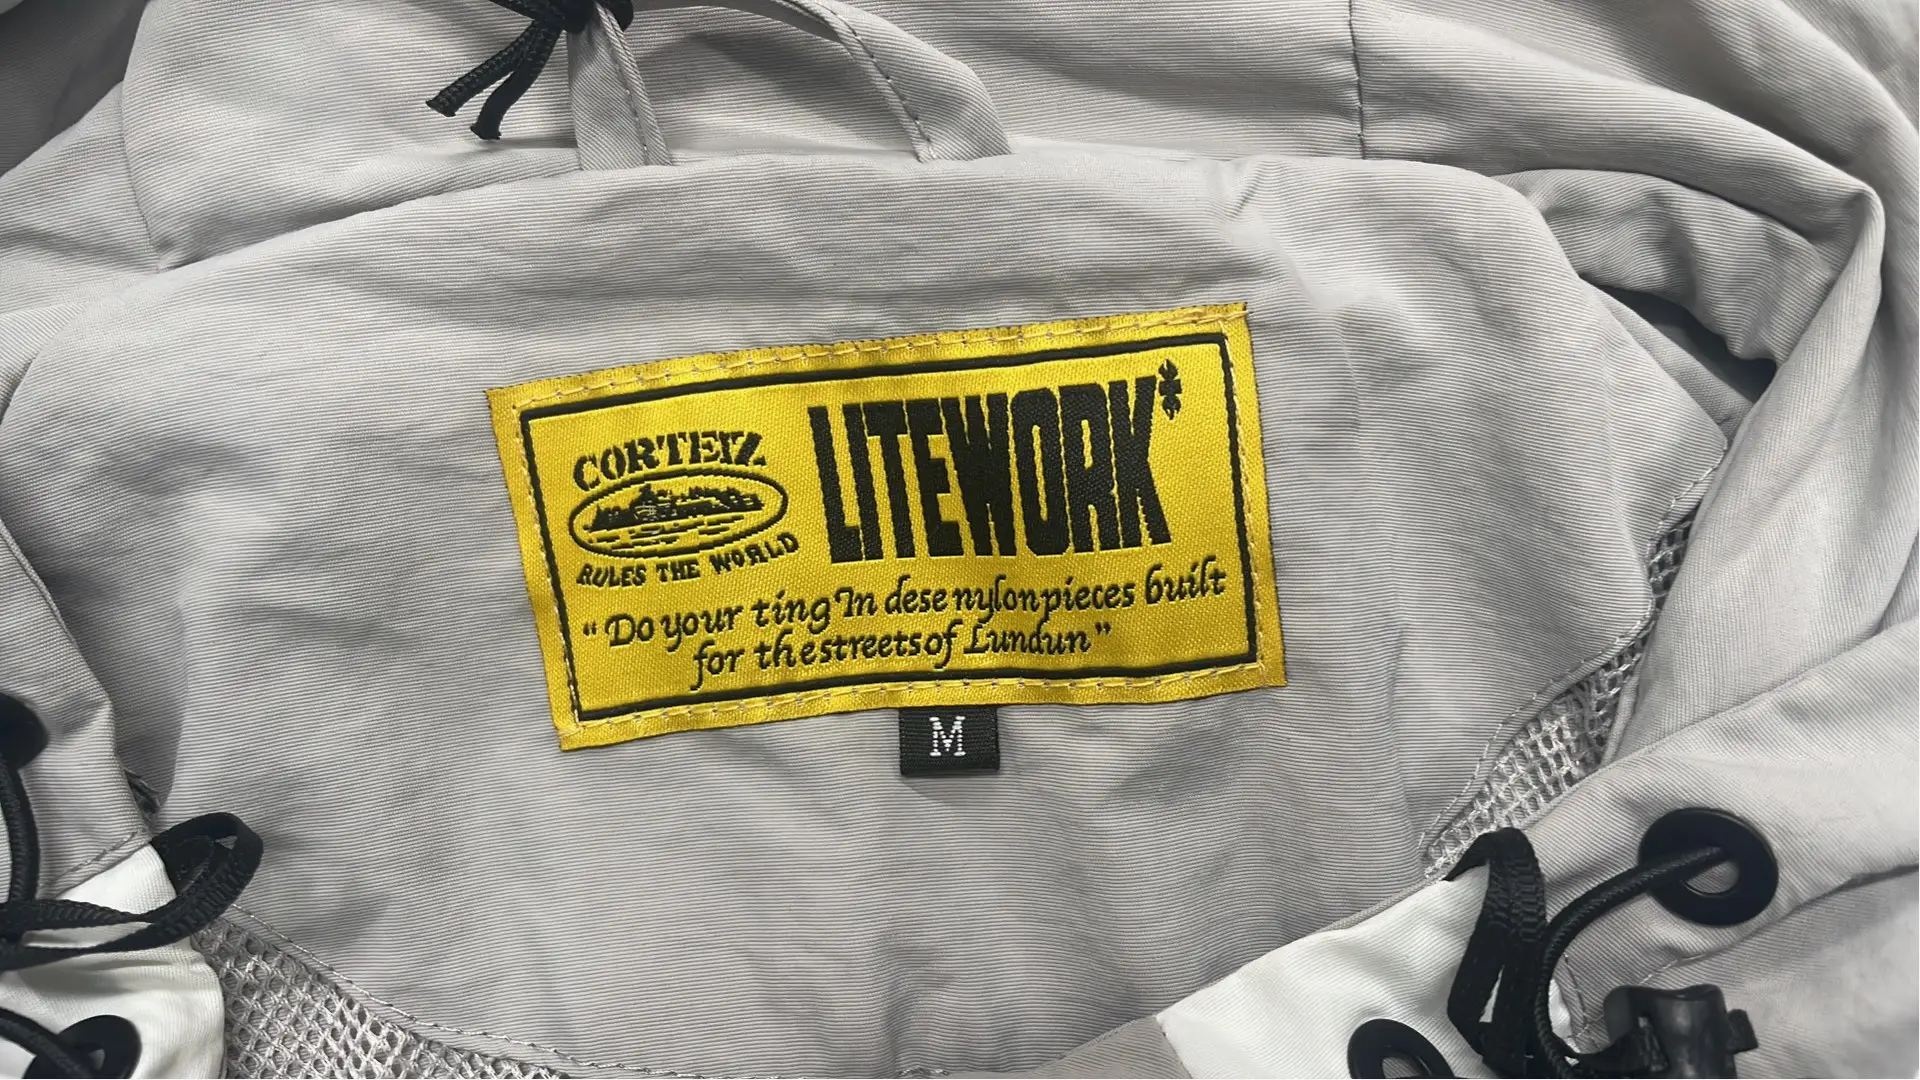 CORTEIZ
RULES THE WORLD
LITEWORK*
"Do your ting In dese nylon pieces built
for the streets of Lundun"
M